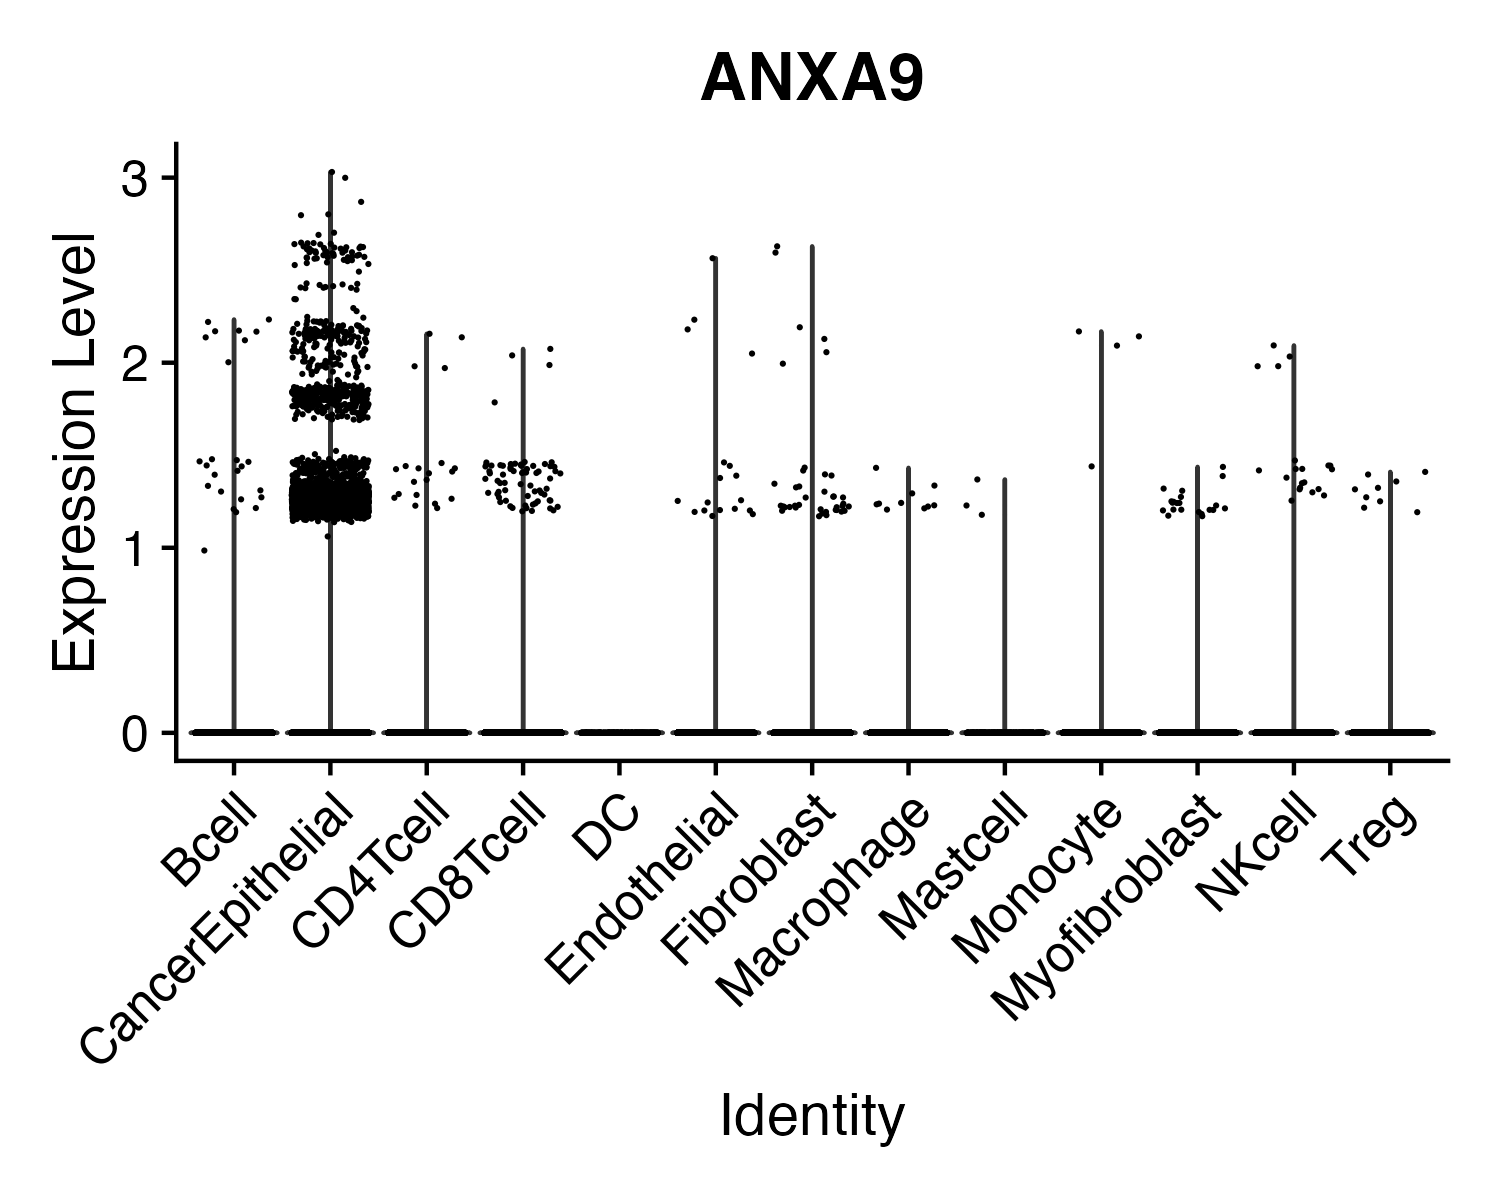 ANXA9
Expression Level
3
2
1
0
Bcell
CancerEpithelial
CD4Tcell
CD8Tcell
DC
Endothelial
Fibroblast
Macrophage
Mastcell
Monocyte
Myofibroblast
NKcell
Treg
Identity